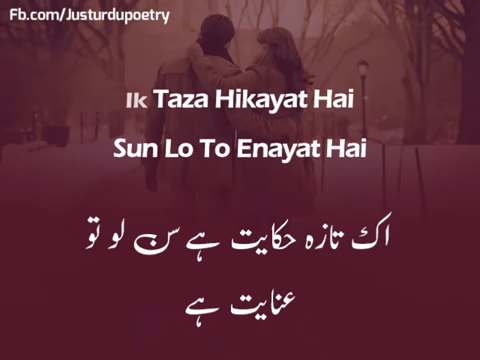 Fb.com/Justurdupoetry
Ik Taza Hikayat Hai
Sun Lo To Enayat Hai
اک تازہ حکایت ہے سن لو تو
عنایت ہے